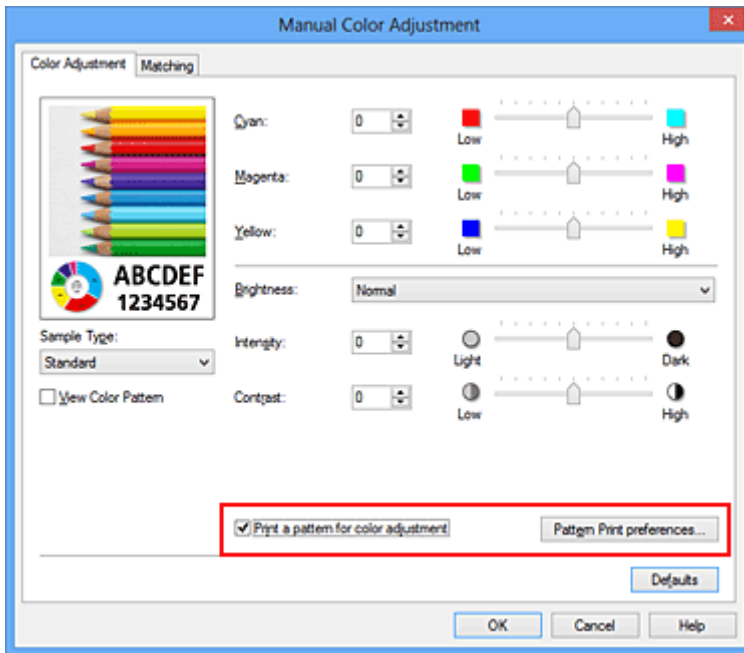 Manual Color Adjustment
Color Adjustment Matching
Cyan: 0 Low High
Magenta: 0 Low High
Yellow: 0 Low High
ABCDEF
1234567
Brightness: Normal
Sample Type:
Standard
Intensity: 0 Light Dark
View Color Pattern
Contrast: 0 Low High
Print a pattern for color adjustment Pattern Print preferences...
Defaults
OK Cancel Help